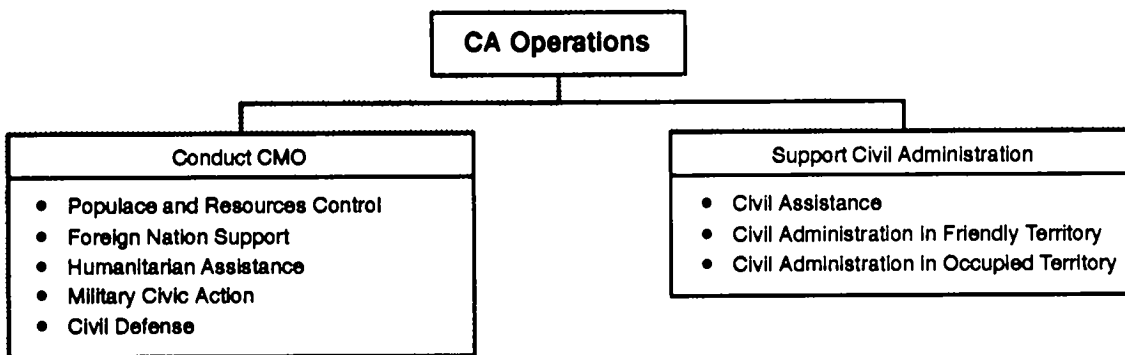 CA Operations
Conduct CMO
• Populace and Resources Control
• Foreign Nation Support
• Humanitarian Assistance
• Military Civic Action
• Civil Defense
Support Civil Administration
• Civil Assistance
• Civil Administration in Friendly Territory
• Civil Administration in Occupied Territory